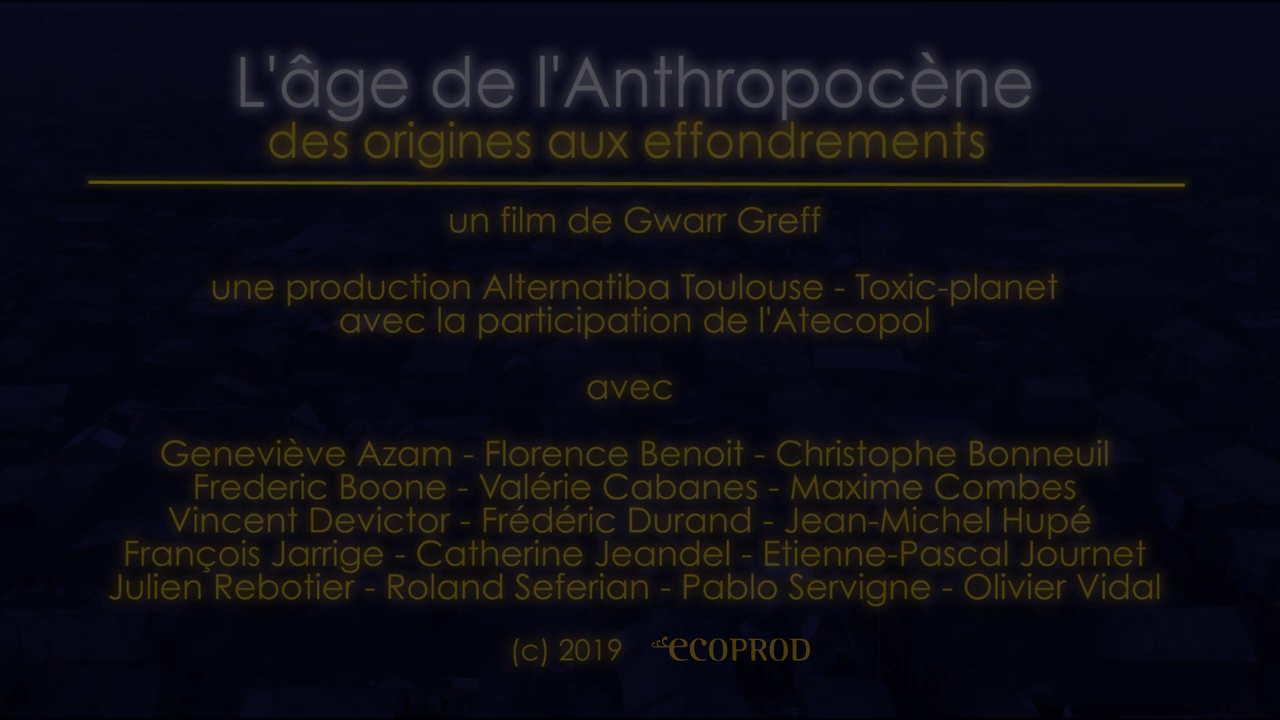 L'âge de l'Anthropocène
des origines aux effondrements
un film de Gwarr Greff
une production Alternatiba Toulouse - Toxic-planet
avec la participation de l'Atecopol
avec
Geneviève Azam - Florence Benoit - Christophe Bonneuil
Frederic Boone - Valérie Cabanes - Maxime Combes
Vincent Devictor - Frédéric Durand - Jean-Michel Hupé
François Jarrige - Catherine Jeandel - Etienne-Pascal Journet
Julien Rebotier - Roland Seferian - Pablo Servigne - Olivier Vidal
(c) 2019 ecoprod